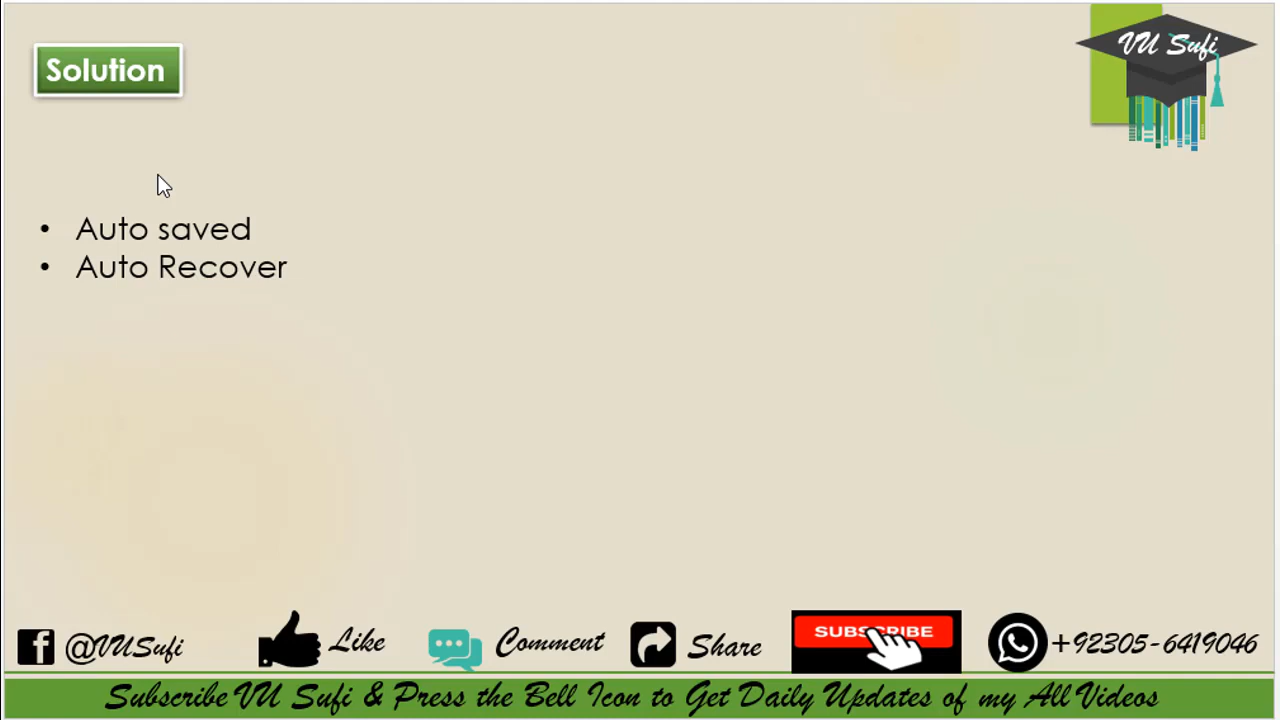 VU Sufi
Solution
• Auto saved
• Auto Recover
@VUSufi Like Comment Share SUBSCRIBE +92305-6419046
Subscribe VU Sufi & Press the Bell Icon to Get Daily Updates of my All Videos